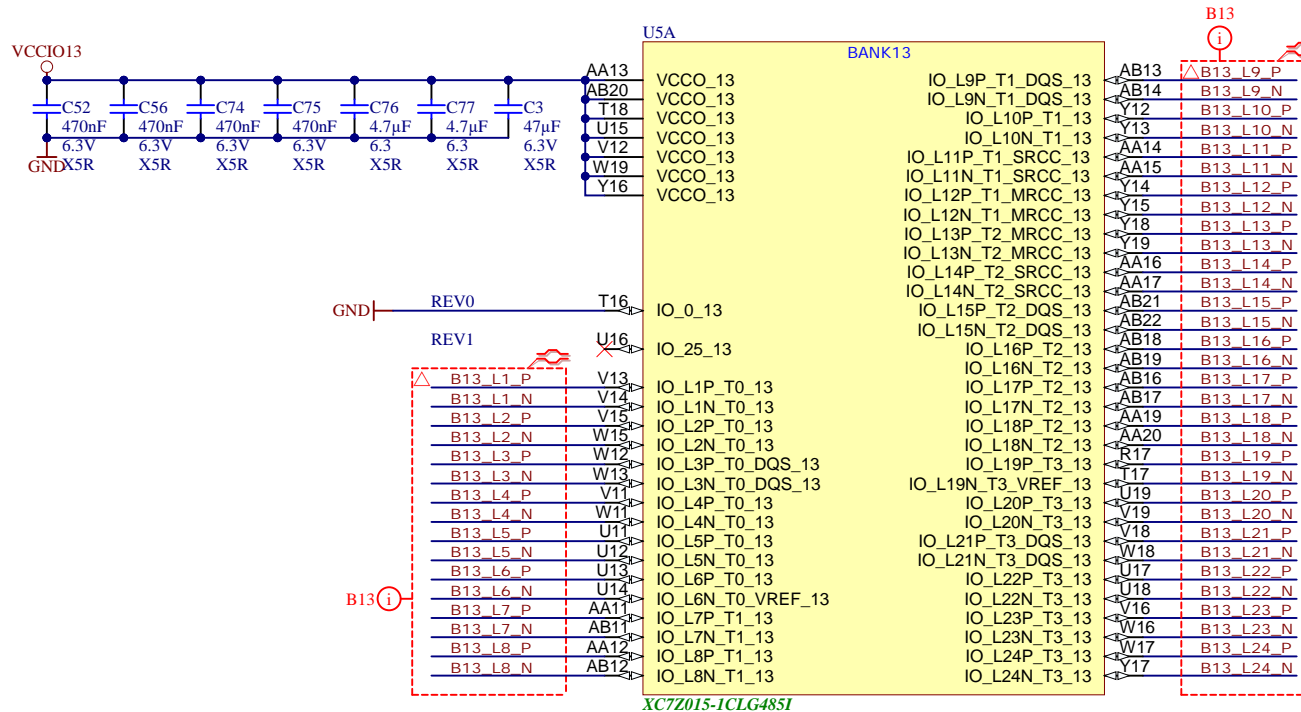 B13
i
VCCIO13
C52
470nF
6.3V
X5R
C56
470nF
6.3V
X5R
C74
470nF
6.3V
X5R
C75
470nF
6.3V
X5R
C76
4.7µF
6.3
X5R
C77
4.7µF
6.3
X5R
C3
47µF
6.3V
X5R
GND
U5A
BANK13
AA13 VCCO_13
AB20 VCCO_13
T18 VCCO_13
U15 VCCO_13
V12 VCCO_13
W19 VCCO_13
Y16 VCCO_13
GND REV0 T16 IO_0_13
REV1 U16 IO_25_13
B13_L1_P V13 IO_L1P_T0_13
B13_L1_N V14 IO_L1N_T0_13
B13_L2_P V15 IO_L2P_T0_13
B13_L2_N W15 IO_L2N_T0_13
B13_L3_P W12 IO_L3P_T0_DQS_13
B13_L3_N W13 IO_L3N_T0_DQS_13
B13_L4_P V11 IO_L4P_T0_13
B13_L4_N W11 IO_L4N_T0_13
B13_L5_P U11 IO_L5P_T0_13
B13_L5_N U12 IO_L5N_T0_13
B13_L6_P U13 IO_L6P_T0_13
B13_L6_N U14 IO_L6N_T0_VREF_13
B13 i
B13_L7_P AA11 IO_L7P_T1_13
B13_L7_N AB11 IO_L7N_T1_13
B13_L8_P AA12 IO_L8P_T1_13
B13_L8_N AB12 IO_L8N_T1_13
IO_L9P_T1_DQS_13 AB13 B13_L9_P
IO_L9N_T1_DQS_13 AB14 B13_L9_N
IO_L10P_T1_13 Y12 B13_L10_P
IO_L10N_T1_13 Y13 B13_L10_N
IO_L11P_T1_SRCC_13 AA14 B13_L11_P
IO_L11N_T1_SRCC_13 AA15 B13_L11_N
IO_L12P_T1_MRCC_13 Y14 B13_L12_P
IO_L12N_T1_MRCC_13 Y15 B13_L12_N
IO_L13P_T2_MRCC_13 Y18 B13_L13_P
IO_L13N_T2_MRCC_13 Y19 B13_L13_N
IO_L14P_T2_SRCC_13 AA16 B13_L14_P
IO_L14N_T2_SRCC_13 AA17 B13_L14_N
IO_L15P_T2_DQS_13 AB21 B13_L15_P
IO_L15N_T2_DQS_13 AB22 B13_L15_N
IO_L16P_T2_13 AB18 B13_L16_P
IO_L16N_T2_13 AB19 B13_L16_N
IO_L17P_T2_13 AB16 B13_L17_P
IO_L17N_T2_13 AB17 B13_L17_N
IO_L18P_T2_13 AA19 B13_L18_P
IO_L18N_T2_13 AA20 B13_L18_N
IO_L19P_T3_13 R17 B13_L19_P
IO_L19N_T3_VREF_13 T17 B13_L19_N
IO_L20P_T3_13 U19 B13_L20_P
IO_L20N_T3_13 V19 B13_L20_N
IO_L21P_T3_DQS_13 V18 B13_L21_P
IO_L21N_T3_DQS_13 W18 B13_L21_N
IO_L22P_T3_13 U17 B13_L22_P
IO_L22N_T3_13 U18 B13_L22_N
IO_L23P_T3_13 V16 B13_L23_P
IO_L23N_T3_13 W16 B13_L23_N
IO_L24P_T3_13 W17 B13_L24_P
IO_L24N_T3_13 Y17 B13_L24_N
XC7Z015-1CLG485I